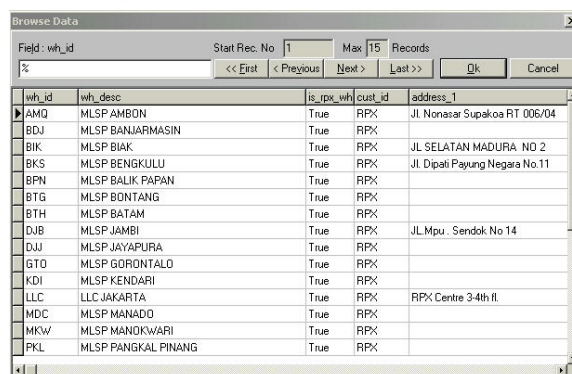 Browse Data
Field : wh_id Start Rec. No 1 Max 15 Records
% << First < Previous Next > Last >> Ok Cancel
wh_id wh_desc is_rpx_wh cust_id address_1
AMQ MLSP AMBON True RPX Jl. Nonasar Supakoa RT 006/04
BDJ MLSP BANJARMASIN True RPX
BIK MLSP BIAK True RPX JL SELATAN MADURA NO 2
BKS MLSP BENGKULU True RPX Jl. Dipati Payung Negara No.11
BPN MLSP BALIK PAPAN True RPX
BTG MLSP BONTANG True RPX
BTH MLSP BATAM True RPX
DJB MLSP JAMBI True RPX JL.Mpu . Sendok No 14
DJJ MLSP JAYAPURA True RPX
GTO MLSP GORONTALO True RPX
KDI MLSP KENDARI True RPX
LLC LLC JAKARTA True RPX RPX Centre 3-4th fl.
MDC MLSP MANADO True RPX
MKW MLSP MANOKWARI True RPX
PKL MLSP PANGKAL PINANG True RPX